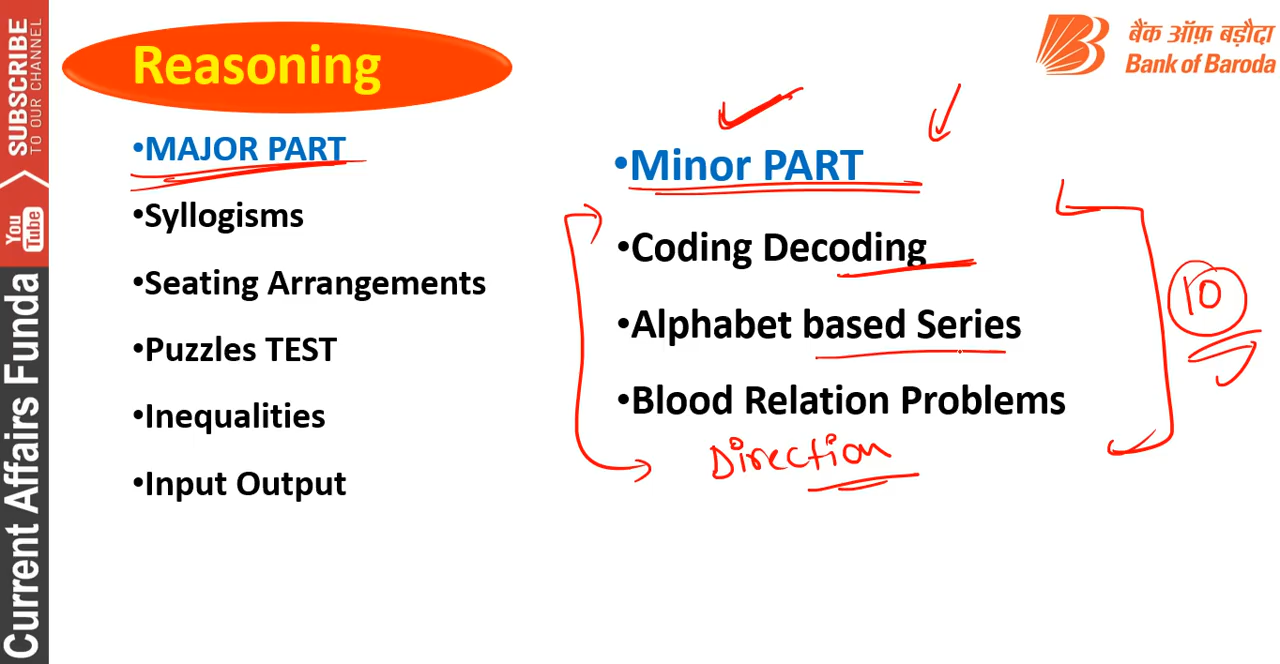 SUBSCRIBE
TO OUR CHANNEL
You
Tube
Current Affairs Funda
Reasoning
बैंक ऑफ़ बड़ौदा
Bank of Baroda
•MAJOR PART
•Syllogisms
•Seating Arrangements
•Puzzles TEST
•Inequalities
•Input Output
•Minor PART
•Coding Decoding
•Alphabet based Series
•Blood Relation Problems
Direction
10